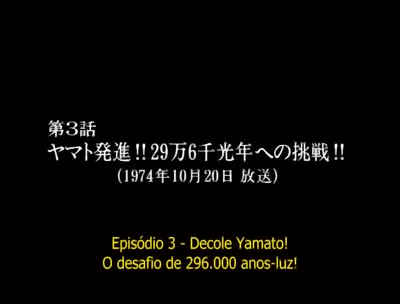 第3話
ヤマト発進!!29万6千光年への挑戦!!
(1974年10月20日 放送)
Episódio 3 - Decole Yamato!
O desafio de 296.000 anos-luz!